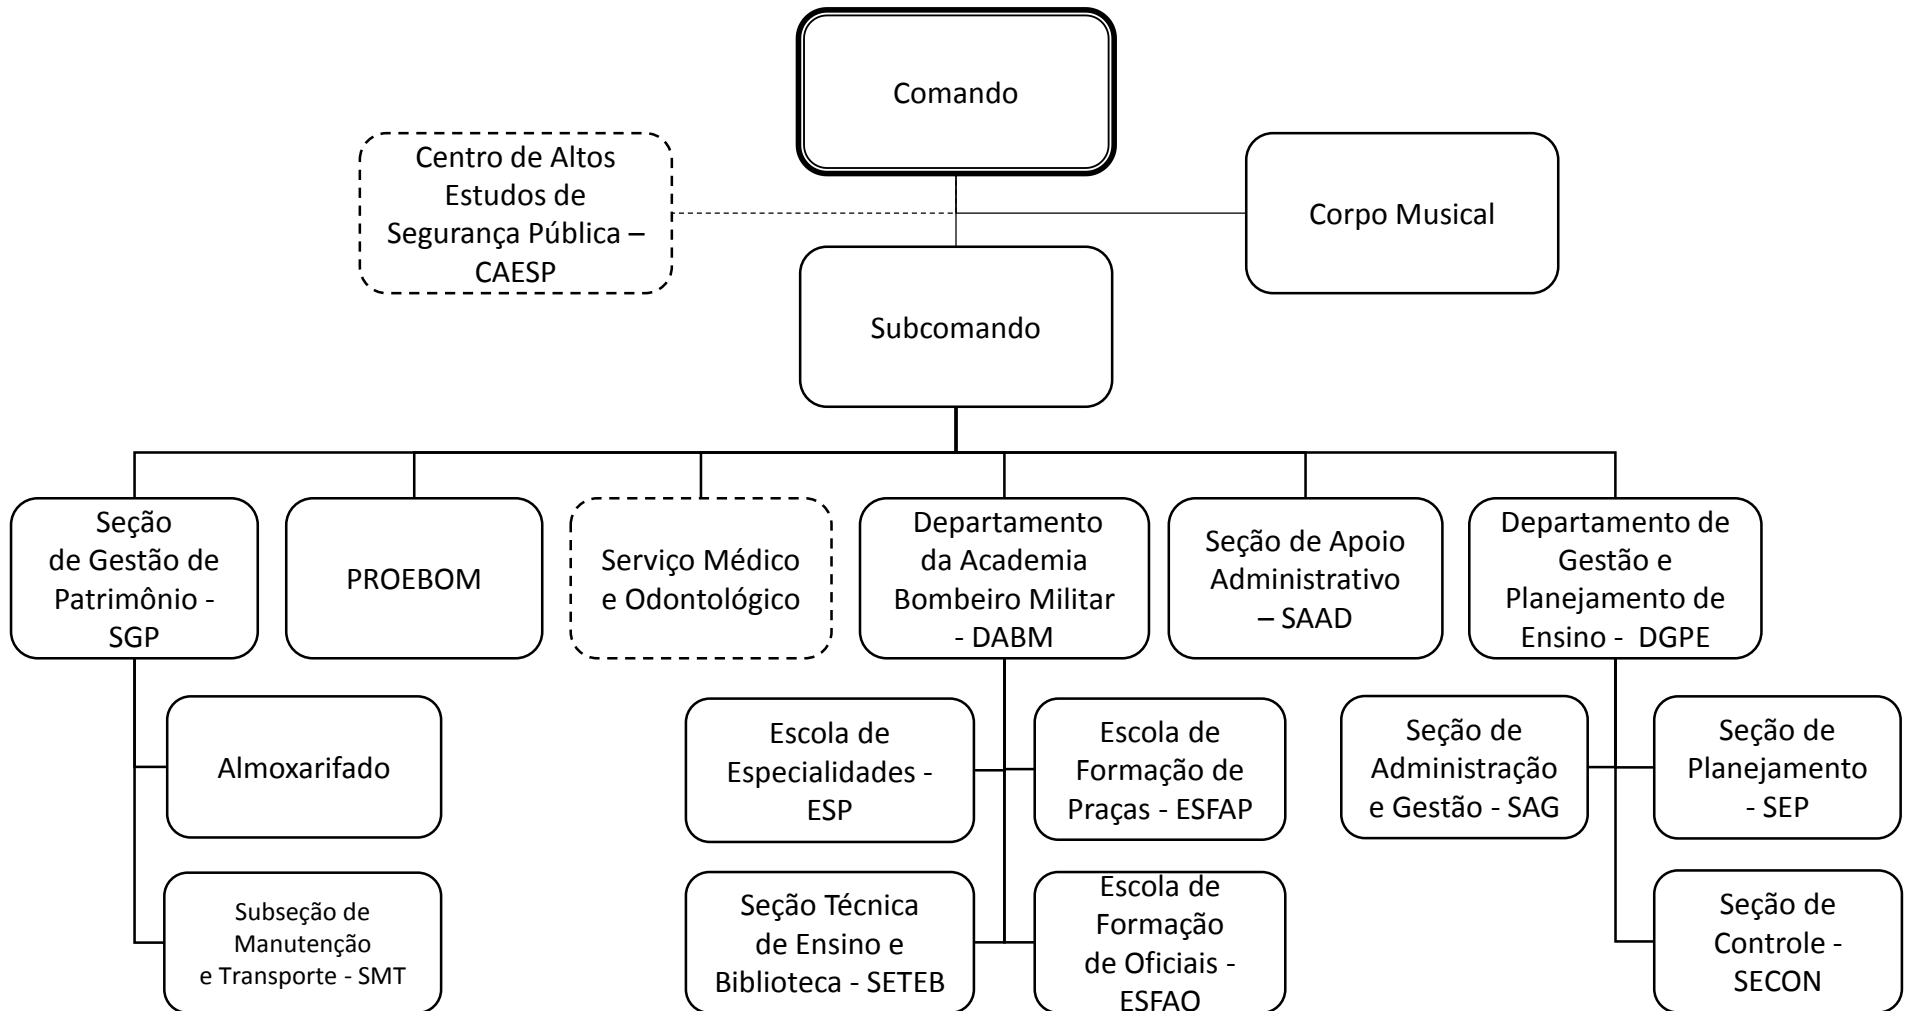 Comando
Centro de Altos
Estudos de
Segurança Pública –
CAESP
Corpo Musical
Subcomando
Seção
de Gestão de
Patrimônio -
SGP
PROEBOM
Serviço Médico
e Odontológico
Departamento
da Academia
Bombeiro Militar
- DABM
Seção de Apoio
Administrativo
– SAAD
Departamento de
Gestão e
Planejamento de
Ensino - DGPE
Almoxarifado
Escola de
Especialidades -
ESP
Escola de
Formação de
Praças - ESFAP
Seção de
Administração
e Gestão - SAG
Seção de
Planejamento
- SEP
Subseção de
Manutenção
e Transporte - SMT
Seção Técnica
de Ensino e
Biblioteca - SETEB
Escola de
Formação
de Oficiais -
ESFAO
Seção de
Controle -
SECON